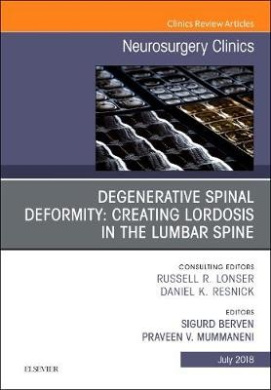 Clinics Review Articles
Neurosurgery Clinics
DEGENERATIVE SPINAL
DEFORMITY: CREATING LORDOSIS
IN THE LUMBAR SPINE
CONSULTING EDITORS
RUSSELL R. LONSER
DANIEL K. RESNICK
EDITORS
SIGURD BERVEN
PRAVEEN V. MUMMANENI
ELSEVIER
July 2018